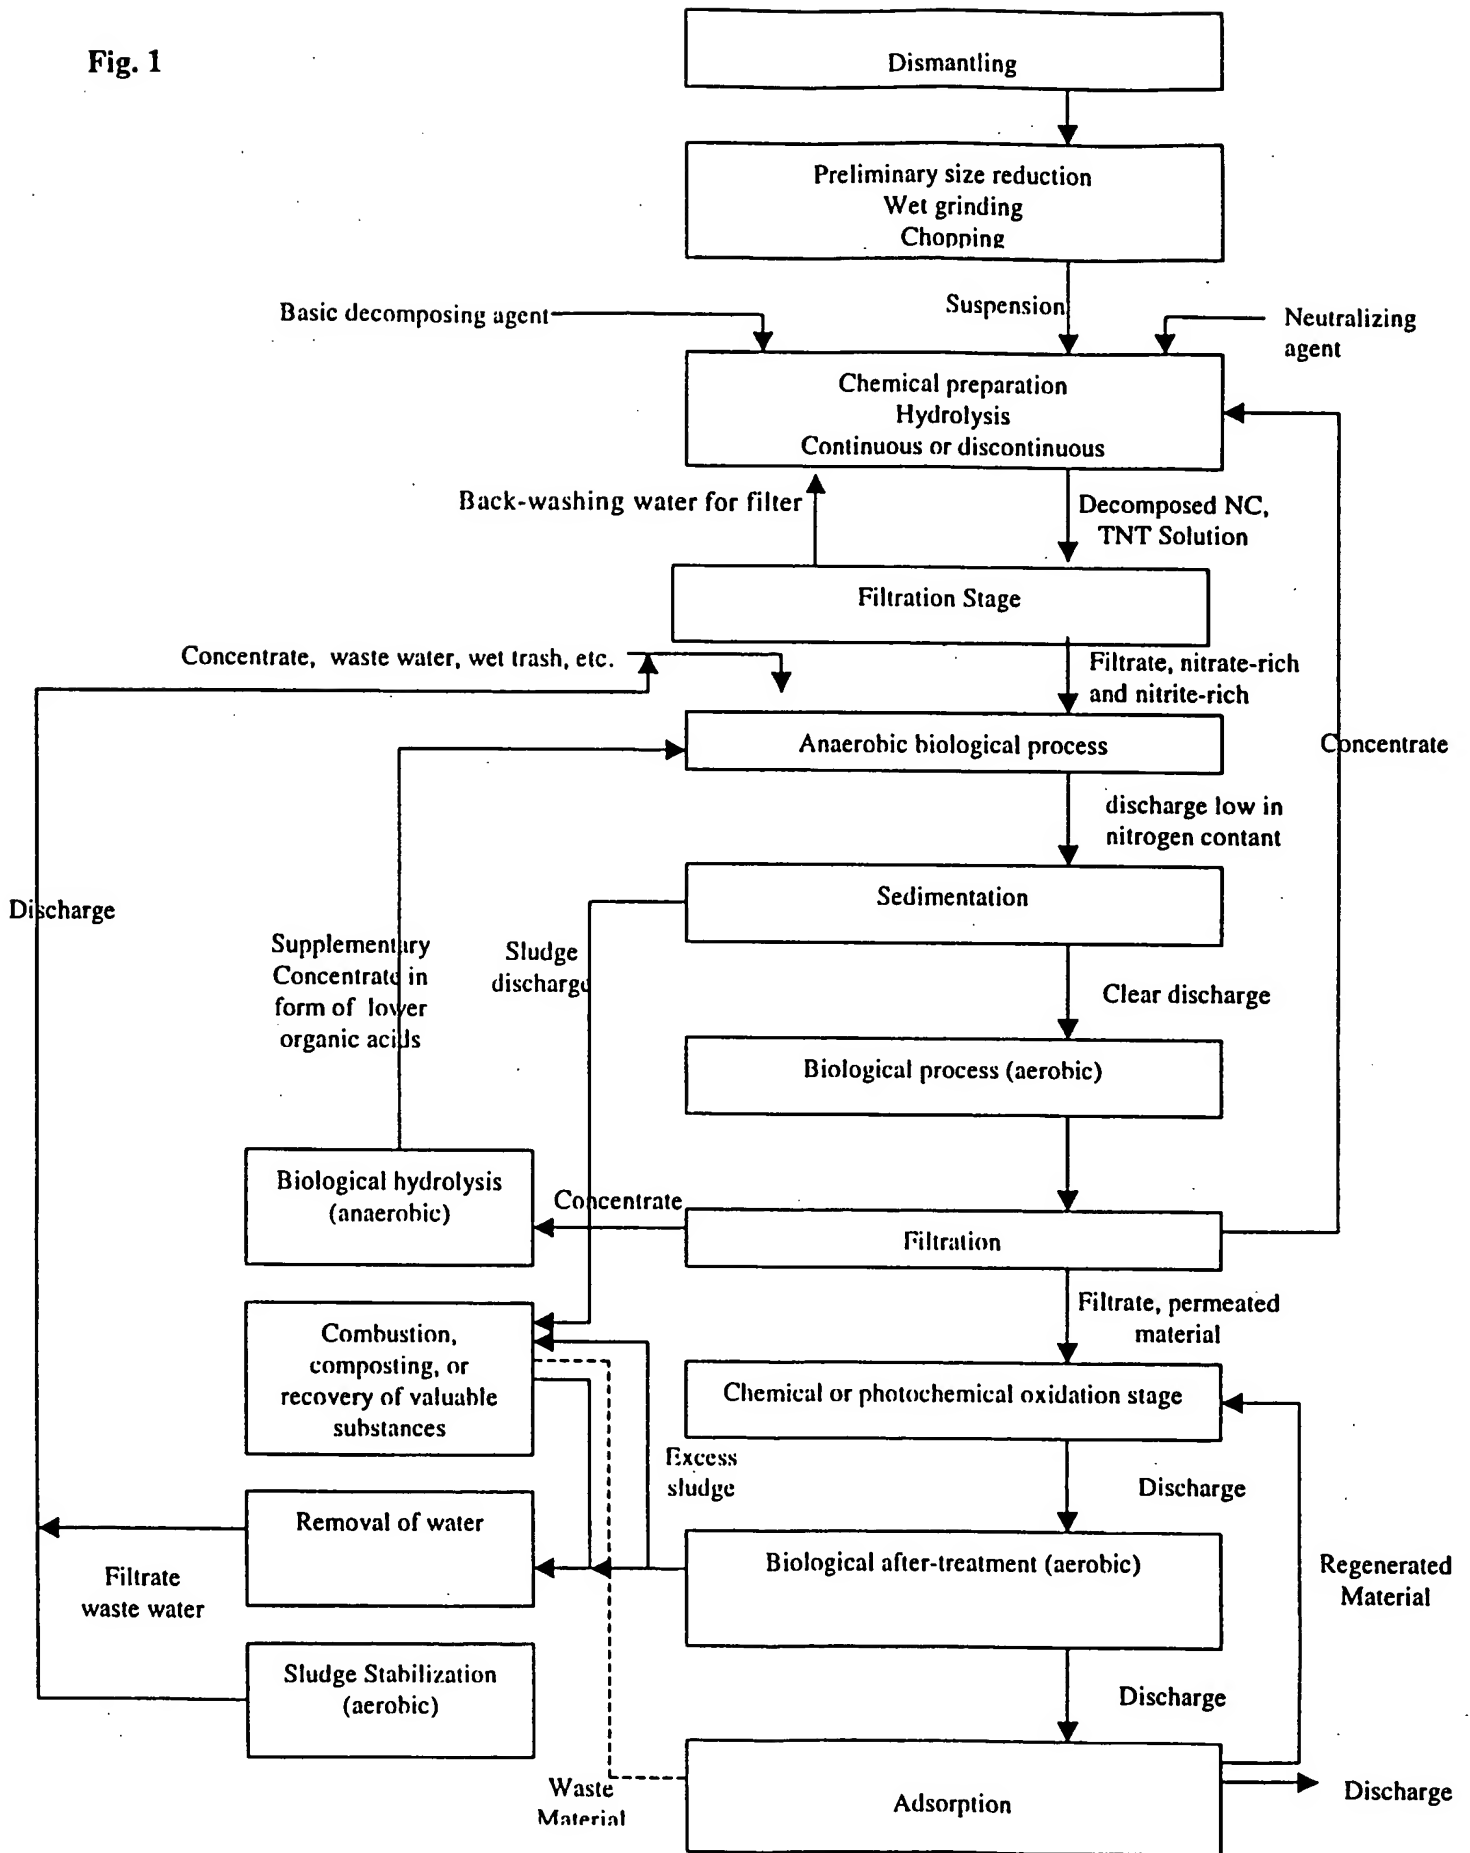 Fig. 1
Dismantling
Preliminary size reduction
Wet grinding
Chopping
Suspension
Basic decomposing agent
Neutralizing
agent
Chemical preparation
Hydrolysis
Continuous or discontinuous
Back-washing water for filter
Decomposed NC,
TNT Solution
Filtration Stage
Concentrate, waste water, wet trash, etc.
Filtrate, nitrate-rich
and nitrite-rich
Anaerobic biological process
Concentrate
discharge low in
nitrogen contant
Sedimentation
Discharge
Supplementary
Concentrate in
form of lower
organic acids
Sludge
discharge
Clear discharge
Biological process (aerobic)
Biological hydrolysis
(anaerobic)
Concentrate
Filtration
Filtrate, permeated
material
Combustion,
composting, or
recovery of valuable
substances
Chemical or photochemical oxidation stage
Excess
sludge
Discharge
Removal of water
Biological after-treatment (aerobic)
Regenerated
Material
Filtrate
waste water
Sludge Stabilization
(aerobic)
Discharge
Waste
Material
Adsorption
Discharge